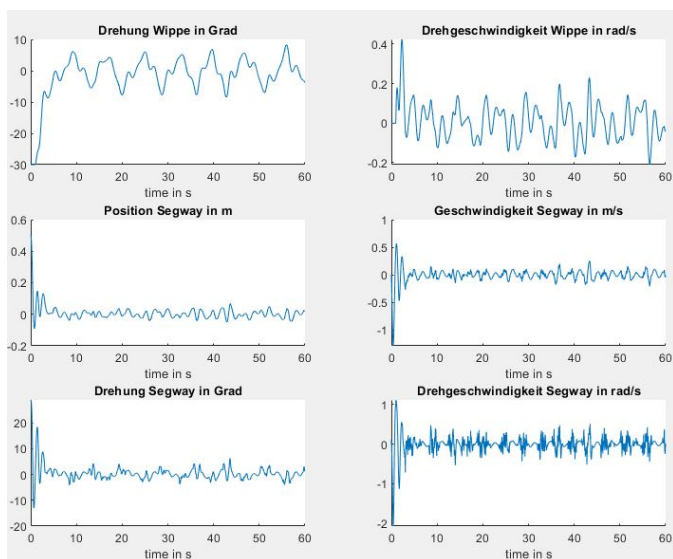 Drehung Wippe in Grad
10
0
-10
-20
-30
0 10 20 30 40 50 60
time in s
Drehgeschwindigkeit Wippe in rad/s
0.4
0.2
0
-0.2
0 10 20 30 40 50 60
time in s
Position Segway in m
0.6
0.4
0.2
0
-0.2
0 10 20 30 40 50 60
time in s
Geschwindigkeit Segway in m/s
1
0.5
0
-0.5
-1
0 10 20 30 40 50 60
time in s
Drehung Segway in Grad
20
10
0
-10
-20
0 10 20 30 40 50 60
time in s
Drehgeschwindigkeit Segway in rad/s
1
0
-1
-2
0 10 20 30 40 50 60
time in s